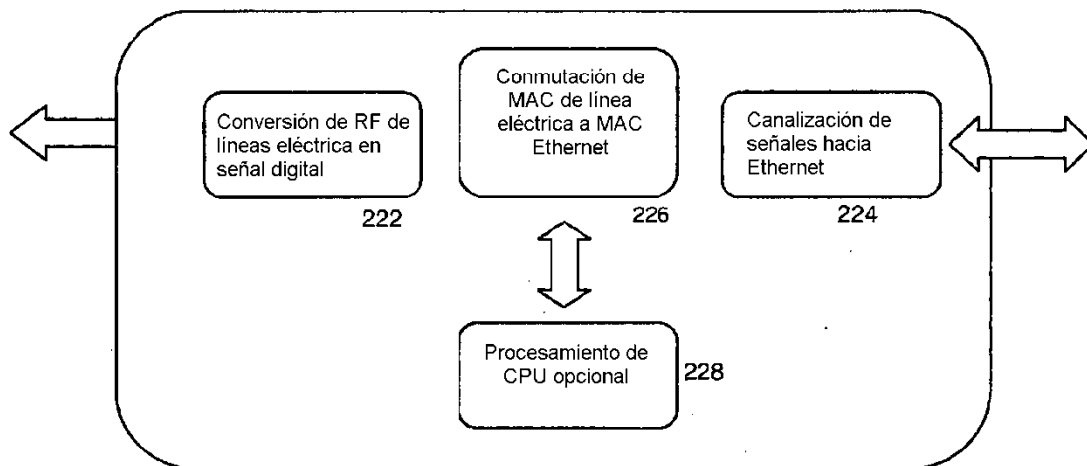 Conversión de RF de
líneas eléctrica en
señal digital
222
Conmutación de
MAC de línea
eléctrica a MAC
Ethernet
226
Canalización de
señales hacia
Ethernet
224
Procesamiento de
CPU opcional
228